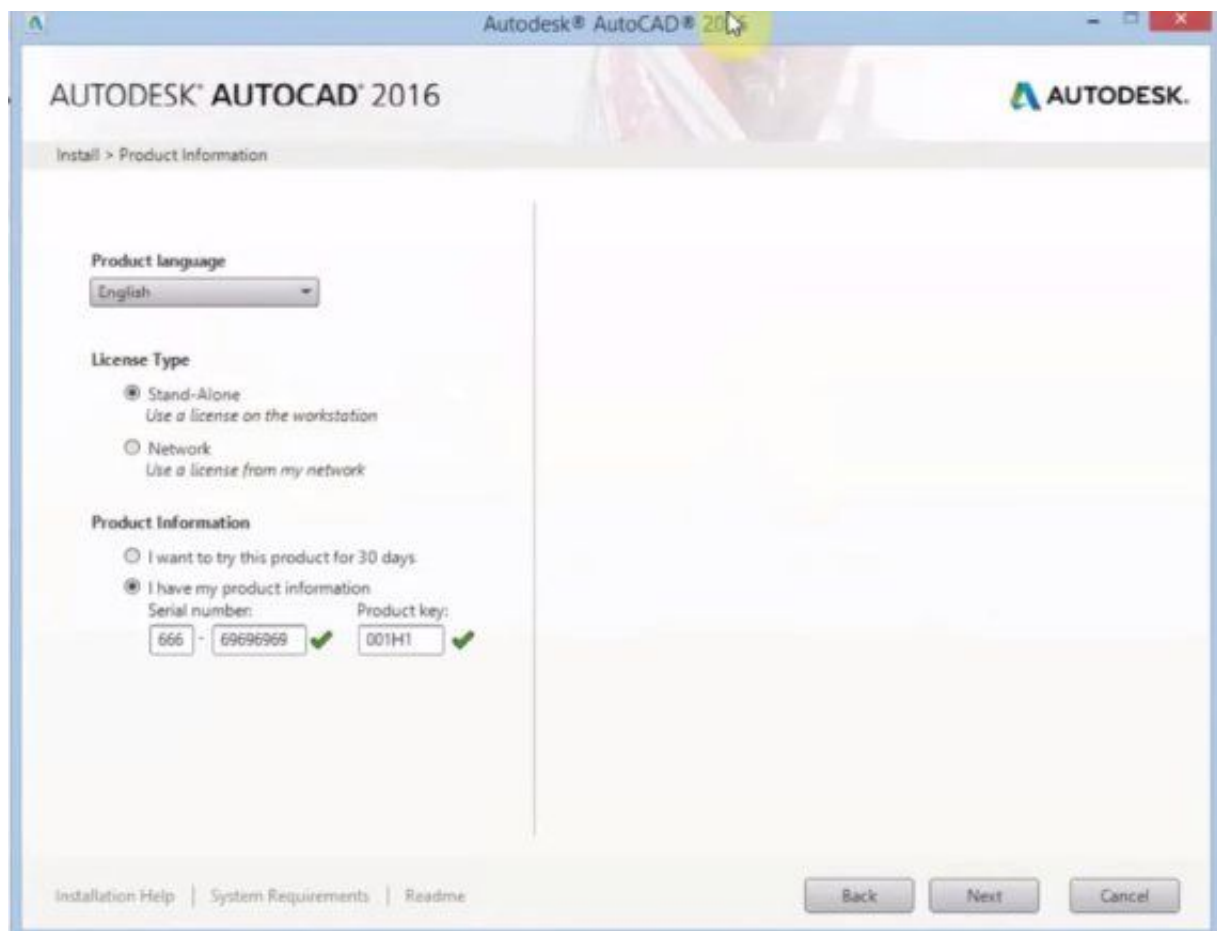 Autodesk® AutoCAD® 20
AUTODESK® AUTOCAD® 2016
AUTODESK.
Install > Product Information
Product language
English
License Type
Stand-Alone
Use a license on the workstation
Network
Use a license from my network
Product Information
I want to try this product for 30 days
I have my product information
Serial number: Product key:
666 - 69696969 001H1
Installation Help | System Requirements | Readme
Back Next Cancel